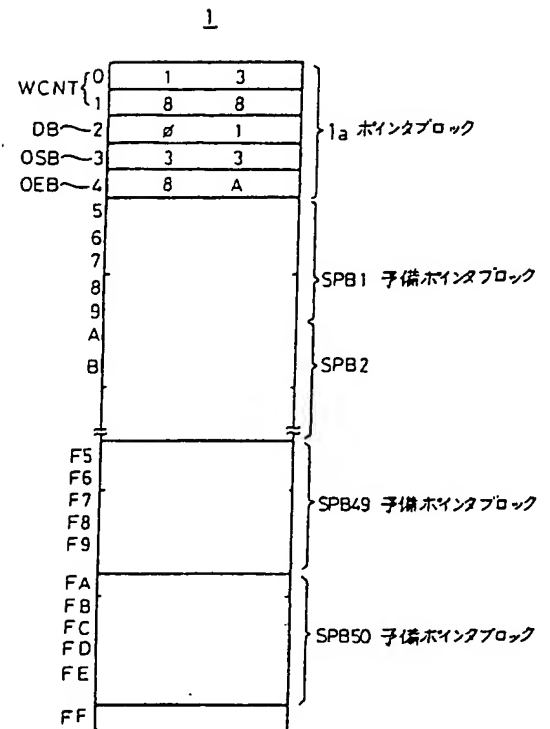 1
WCNT 0 1 3
1 8 8
DB 2 ø 1
OSB 3 3 3
OEB 4 8 A
1a ポインタブロック
5
6
7
8
9
SPB1 予備ポインタブロック
A
B
SPB2
F5
F6
F7
F8
F9
SPB49 予備ポインタブロック
FA
FB
FC
FD
FE
SPB50 予備ポインタブロック
FF